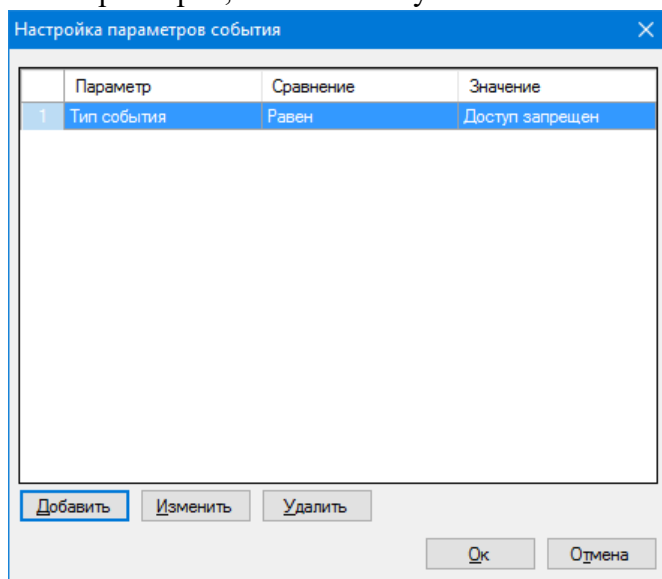 Настройка параметров события
Параметр Сравнение Значение
1 Тип события Равен Доступ запрещен
Добавить Изменить Удалить
Ок Отмена